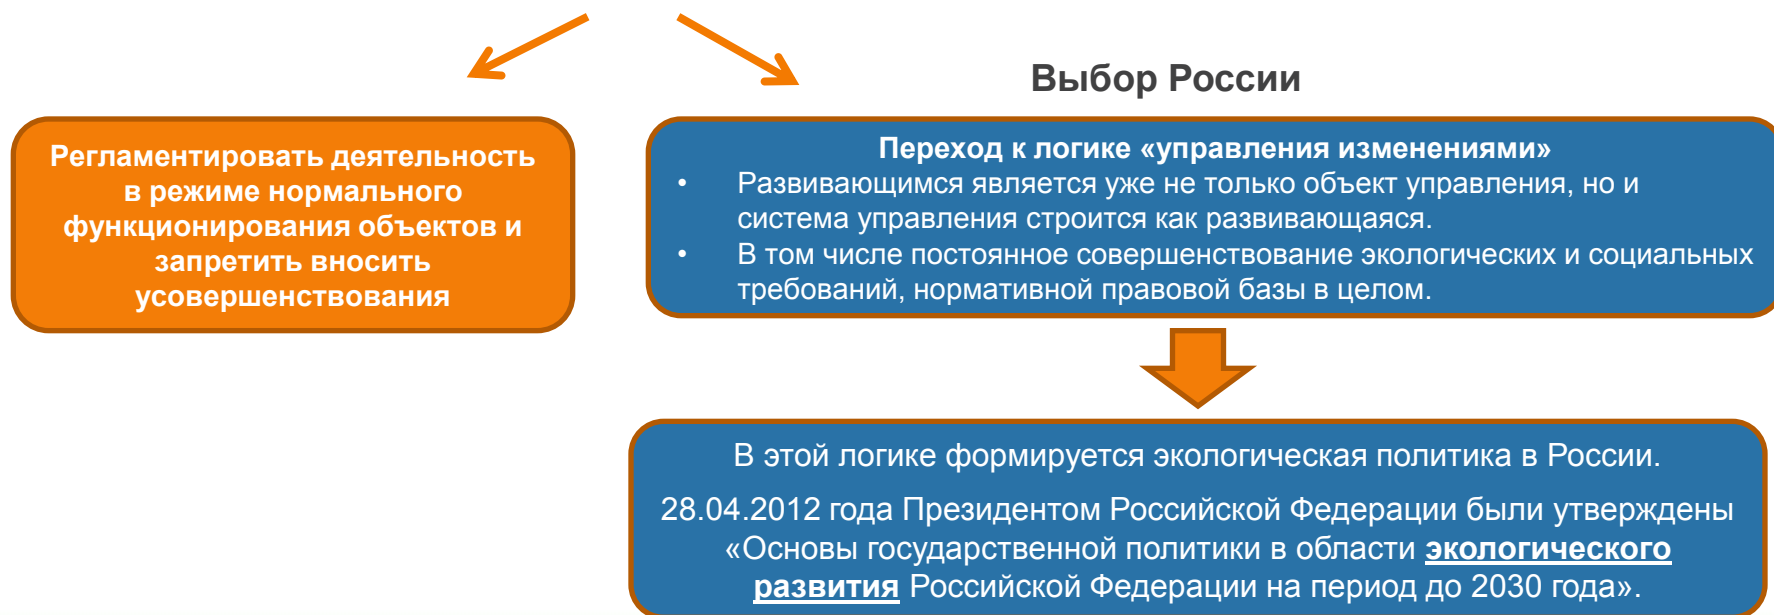 Выбор России
Регламентировать деятельность
в режиме нормального
функционирования объектов и
запретить вносить
усовершенствования
Переход к логике «управления изменениями»
• Развивающимся является уже не только объект управления, но и
система управления строится как развивающаяся.
• В том числе постоянное совершенствование экологических и социальных
требований, нормативной правовой базы в целом.
В этой логике формируется экологическая политика в России.
28.04.2012 года Президентом Российской Федерации были утверждены
«Основы государственной политики в области экологического
развития Российской Федерации на период до 2030 года».